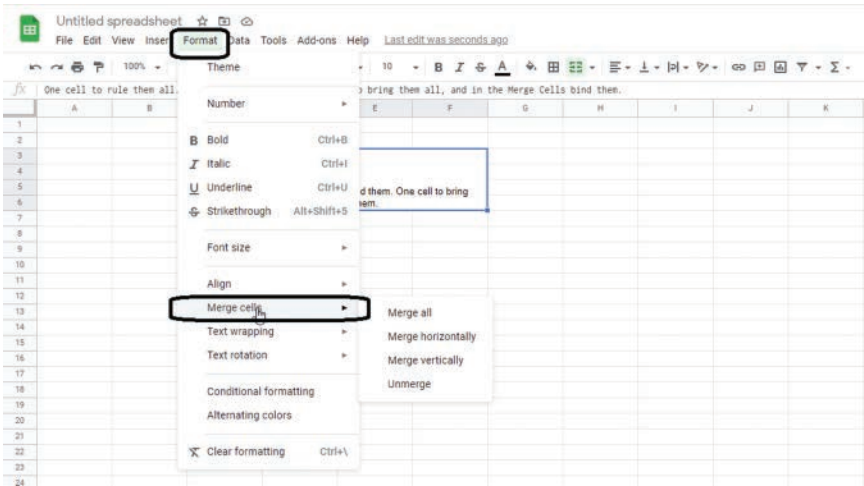 Untitled spreadsheet
File Edit View Inser Format Data Tools Add-ons Help Last edit was seconds ago
100% 10 B I S A
fx One cell to rule them all. o bring them all, and in the Merge Cells bind them.
A B E F G H I J K
1
2
3
4
5
6
7
8
9
10
11
12
13
14
15
16
17
18
19
20
21
22
23
24
d them. One cell to bring
hem.
Theme
Number
B Bold Ctrl+B
I Italic Ctrl+I
U Underline Ctrl+U
S Strikethrough Alt+Shift+5
Font size
Align
Merge cells
Text wrapping
Text rotation
Conditional formatting
Alternating colors
Clear formatting Ctrl+\
Merge all
Merge horizontally
Merge vertically
Unmerge